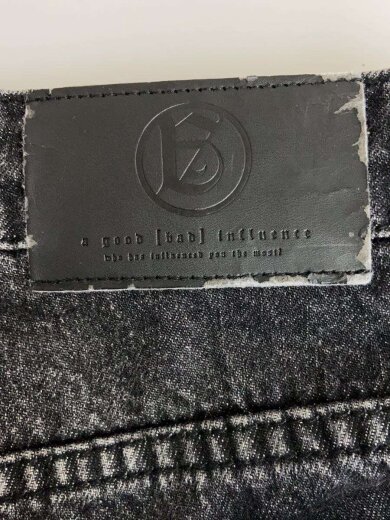 a good [bad] influence
who has influenced you the most?